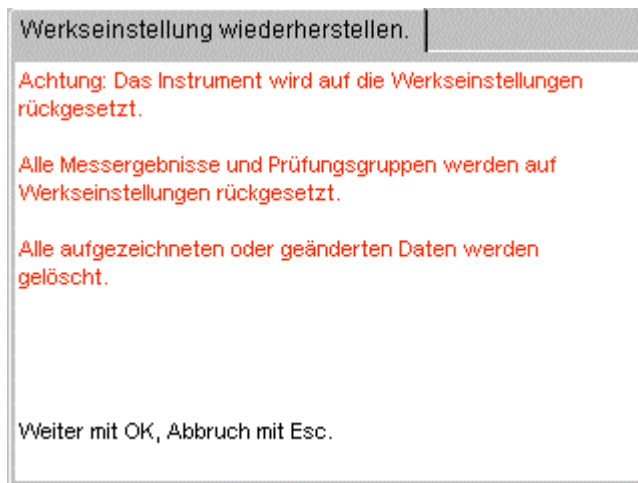 Werkseinstellung wiederherstellen.
Achtung: Das Instrument wird auf die Werkseinstellungen
rückgesetzt.
Alle Messergebnisse und Prüfungsgruppen werden auf
Werkseinstellungen rückgesetzt.
Alle aufgezeichneten oder geänderten Daten werden
gelöscht.
Weiter mit OK, Abbruch mit Esc.